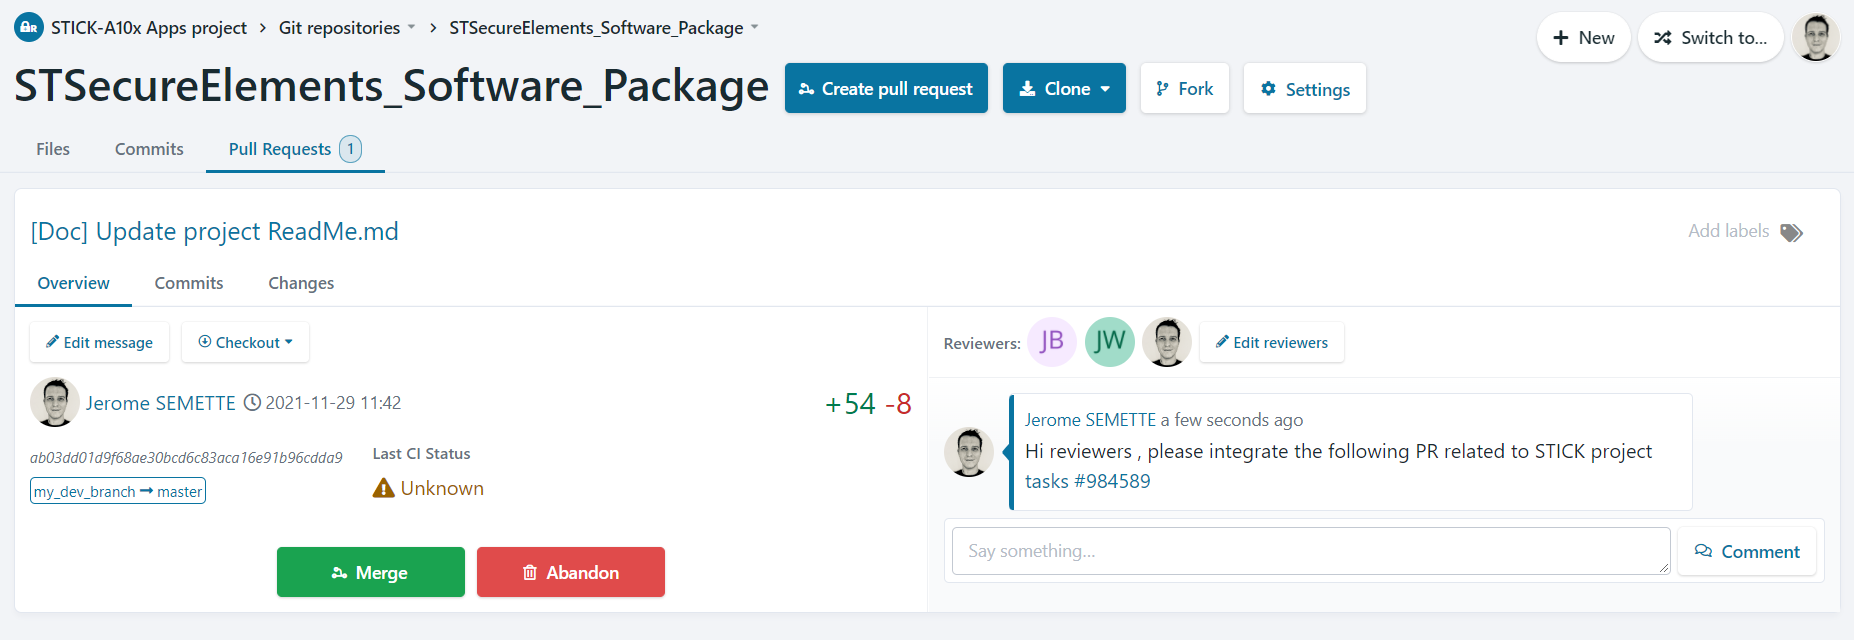 STICK-A10x Apps project > Git repositories > STSecureElements_Software_Package
+ New
Switch to...
STSecureElements_Software_Package
Create pull request
Clone
Fork
Settings
Files
Commits
Pull Requests 1
[Doc] Update project ReadMe.md
Add labels
Overview
Commits
Changes
Edit message
Checkout
Reviewers: JB JW
Edit reviewers
Jerome SEMETTE 2021-11-29 11:42
+54 -8
ab03dd01d9f68ae30bcd6c83aca16e91b96cdda9
my_dev_branch → master
Last CI Status
Unknown
Merge
Abandon
Jerome SEMETTE a few seconds ago
Hi reviewers , please integrate the following PR related to STICK project
tasks #984589
Say something...
Comment